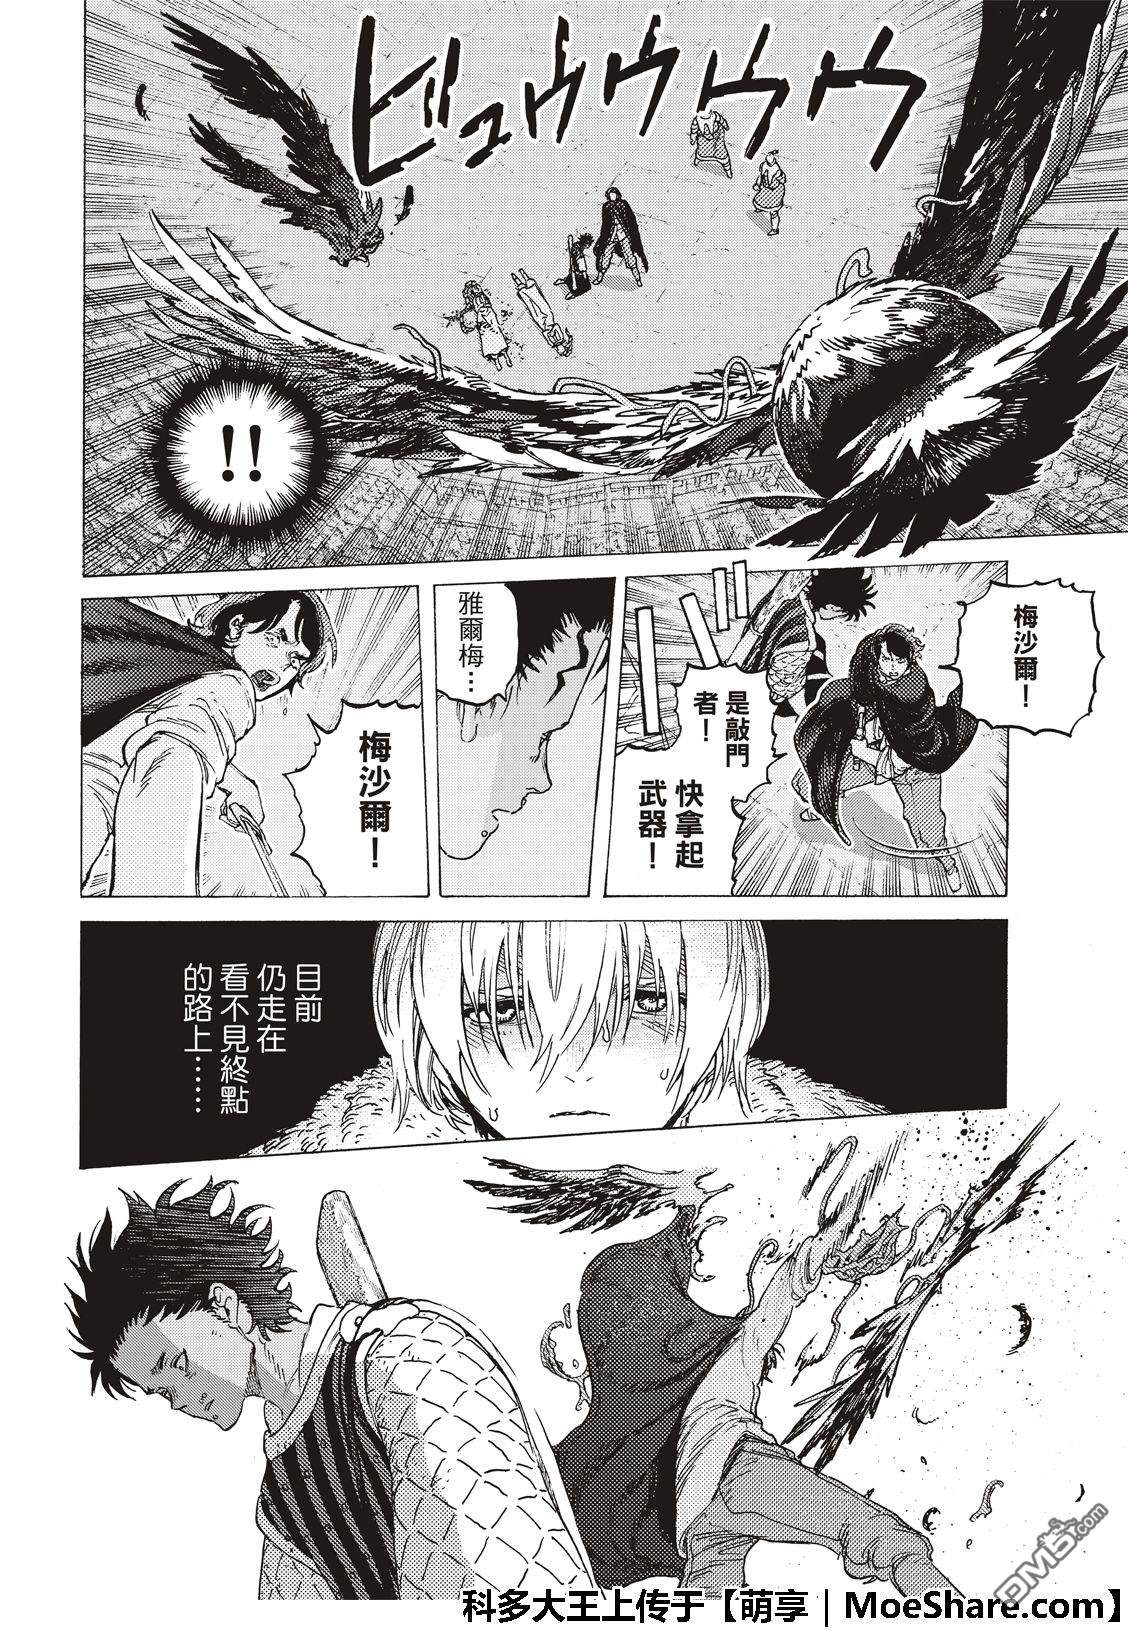 ビュウウウウウ
!!
梅沙爾！
是敲門
者！
快拿起
武器！
雅爾梅…
梅沙爾！
目前
仍走在
看不見終點
的路上……
DM5.com
科多大王上传于【萌享 | MoeShare.com】